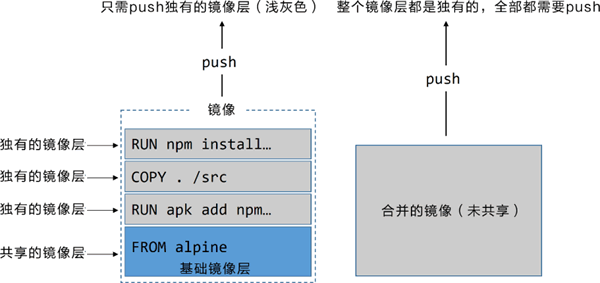 只需push独有的镜像层（浅灰色）
整个镜像层都是独有的，全部都需要push
push
push
镜像
独有的镜像层
RUN npm install…
独有的镜像层
COPY . /src
独有的镜像层
RUN apk add npm…
合并的镜像（未共享）
共享的镜像层
FROM alpine
基础镜像层